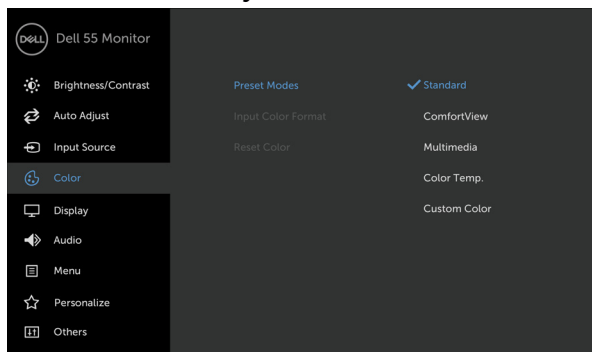 DELL Dell 55 Monitor
Brightness/Contrast Preset Modes Standard
Auto Adjust Input Color Format ComfortView
Input Source Reset Color Multimedia
Color Color Temp.
Display Custom Color
Audio
Menu
Personalize
Others